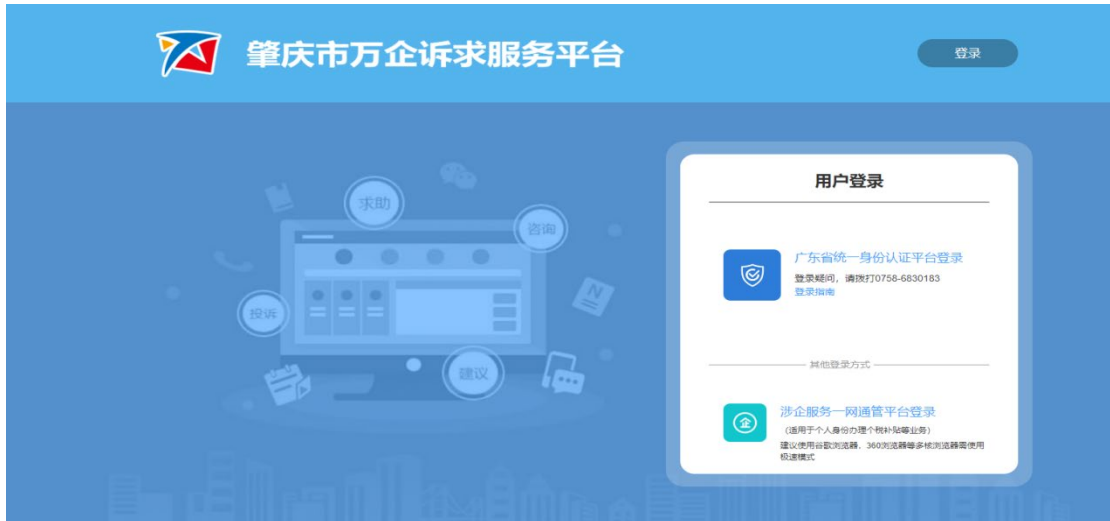 肇庆市万企诉求服务平台
登录
用户登录
求助
咨询
投诉
建议
N
广东省统一身份认证平台登录
登录疑问，请拨打0758-6830183
登录指南
其他登录方式
企
涉企服务一网通管平台登录
（适用于个人身份办理个税补贴等业务）
建议使用谷歌浏览器、360浏览器等多核浏览器需使用
极速模式